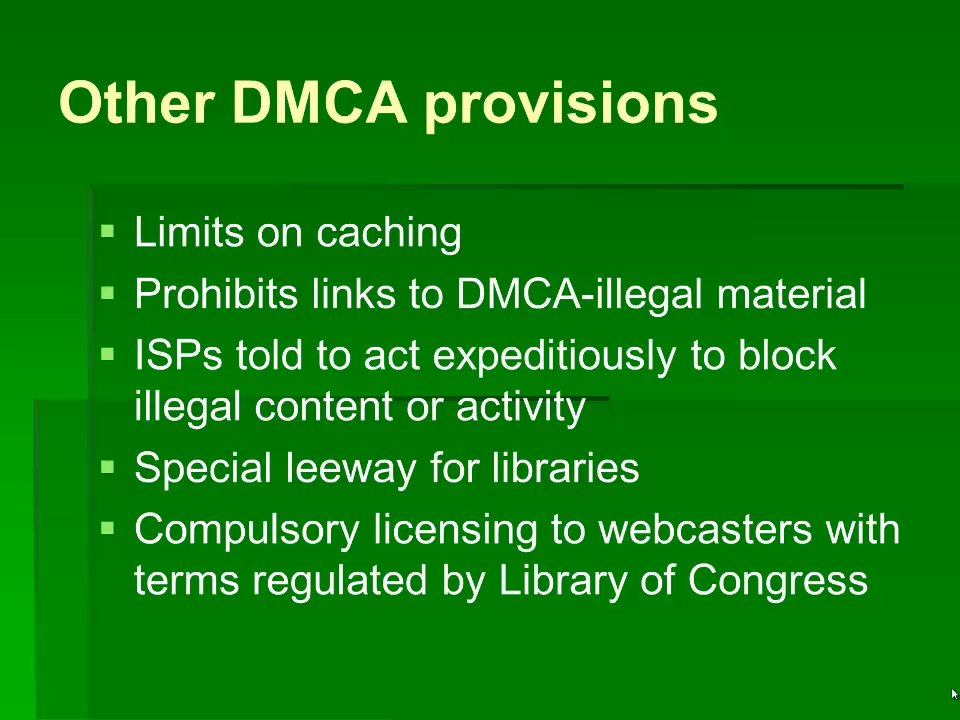 Other DMCA provisions
▪ Limits on caching
▪ Prohibits links to DMCA-illegal material
▪ ISPs told to act expeditiously to block
illegal content or activity
▪ Special leeway for libraries
▪ Compulsory licensing to webcasters with
terms regulated by Library of Congress